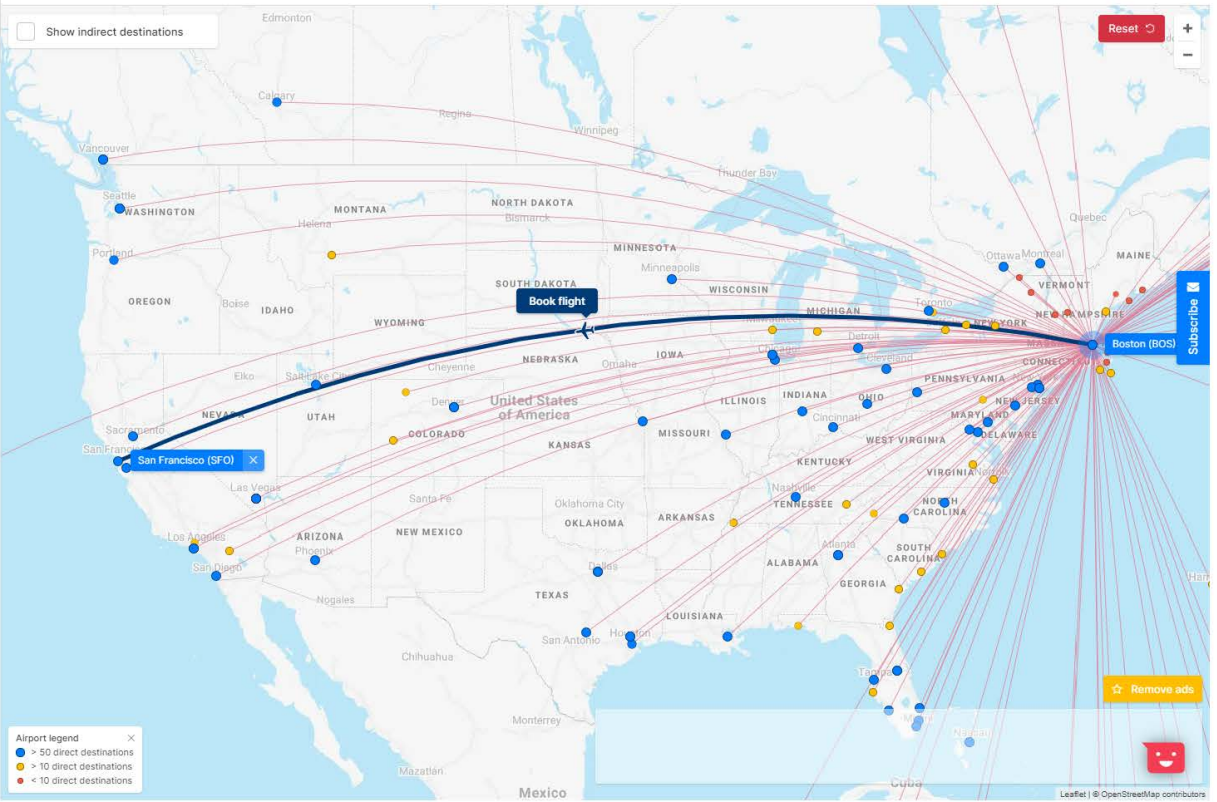 Show indirect destinations
Edmonton
Reset
+
−
Calgary
Regina
Winnipeg
Vancouver
Thunder Bay
Seattle
WASHINGTON
MONTANA
NORTH DAKOTA
Bismarck
Helena
Quebec
Portland
MINNESOTA
Minneapolis
Ottawa
Montreal
MAINE
OREGON
Boise
IDAHO
SOUTH DAKOTA
WISCONSIN
VERMONT
Book flight
Toronto
MICHIGAN
WYOMING
NEW YORK
NEW HAMPSHIRE
Subscribe
Detroit
Boston (BOS)
Chicago
NEBRASKA
IOWA
Cleveland
CONNECTICUT
Elko
Salt Lake City
Cheyenne
Omaha
PENNSYLVANIA
Denver
United States
of America
ILLINOIS
INDIANA
OHIO
NEW JERSEY
NEVADA
UTAH
Cincinnati
MARYLAND
Sacramento
COLORADO
KANSAS
MISSOURI
WEST VIRGINIA
DELAWARE
San Francisco (SFO) ×
KENTUCKY
VIRGINIA
Norfolk
Las Vegas
Santa Fe
Oklahoma City
Nashville
TENNESSEE
NORTH
CAROLINA
Los Angeles
ARIZONA
NEW MEXICO
OKLAHOMA
ARKANSAS
Phoenix
Atlanta
SOUTH
CAROLINA
San Diego
Dallas
ALABAMA
GEORGIA
Nogales
TEXAS
LOUISIANA
San Antonio
Houston
Chihuahua
Tampa
Remove ads
Monterrey
Miami
Nassau
Airport legend ×
> 50 direct destinations
> 10 direct destinations
< 10 direct destinations
Mazatlán
Mexico
Cuba
Leaflet | © OpenStreetMap contributors